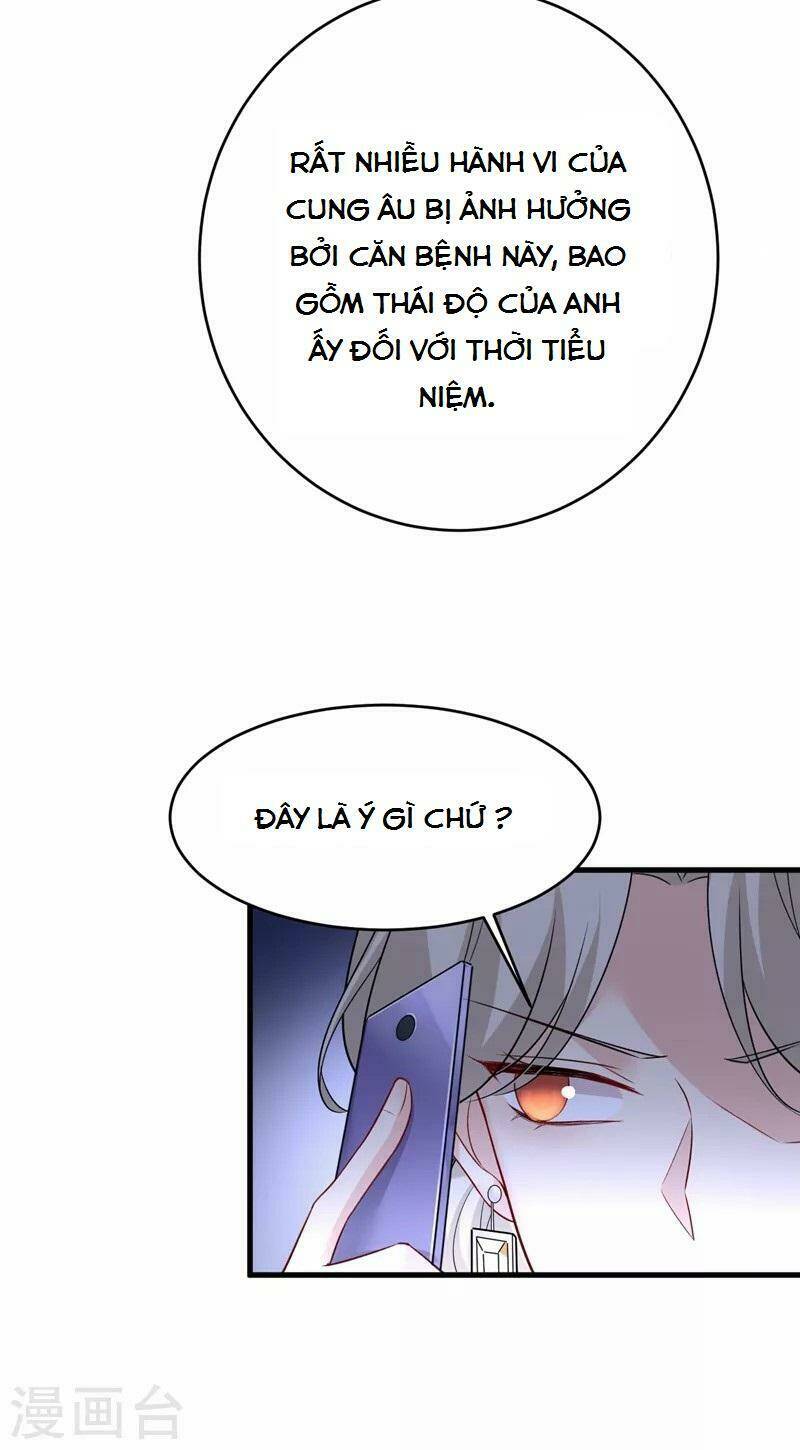 RẤT NHIỀU HÀNH VI CỦA
CUNG ÂU BỊ ẢNH HƯỞNG
BỞI CĂN BỆNH NÀY, BAO
GỒM THÁI ĐỘ CỦA ANH
ẤY ĐỐI VỚI THỜI TIỂU
NIỆM.
ĐÂY LÀ Ý GÌ CHỨ ?
漫画台